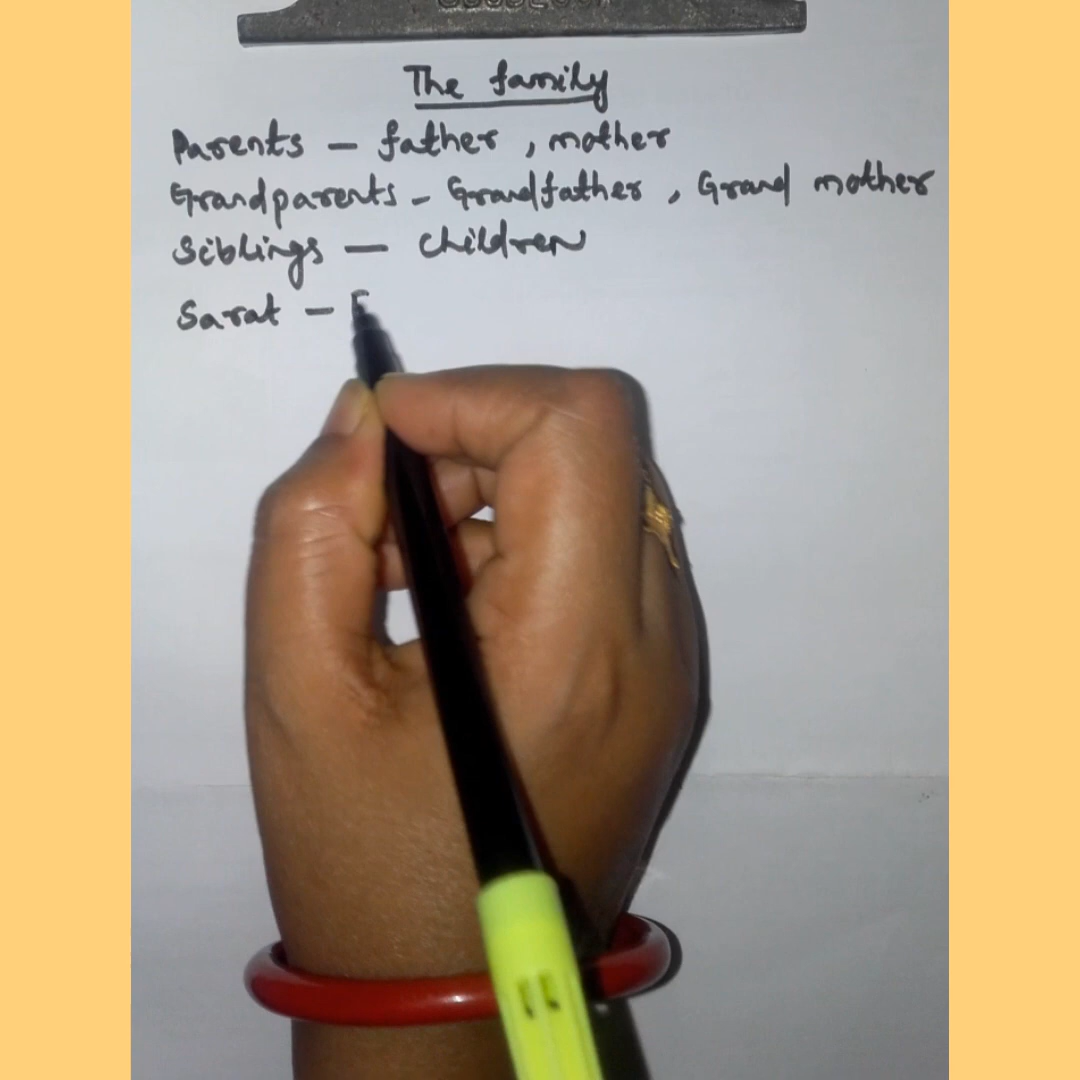 The family
Parents - father, mother
Grandparents - Grandfather, Grand mother
Siblings - children
Sarat -